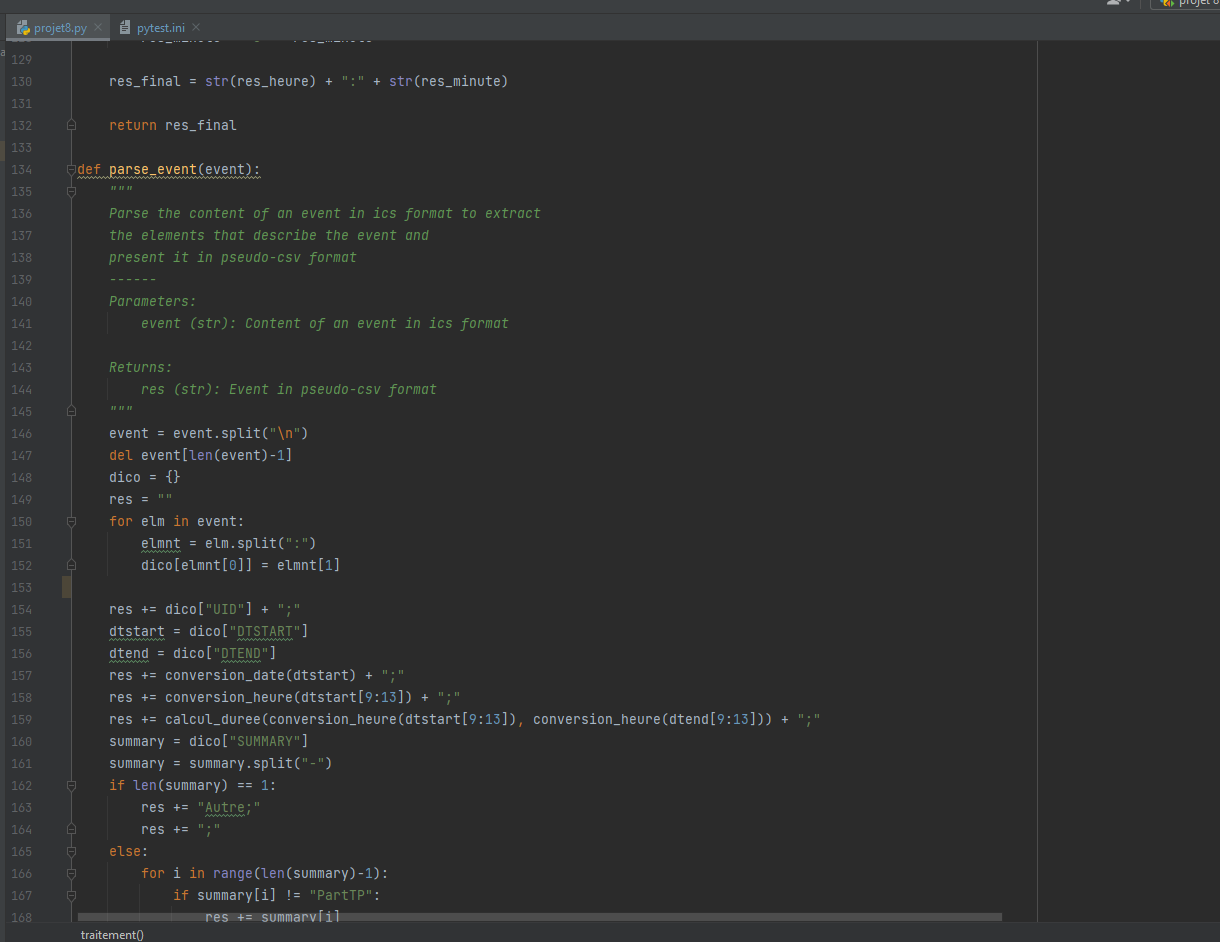 projet8.py
pytest.ini
projet 8
129
130 res_final = str(res_heure) + ":" + str(res_minute)
131
132 return res_final
133
134 def parse_event(event):
135 """
136 Parse the content of an event in ics format to extract
137 the elements that describe the event and
138 present it in pseudo-csv format
139 ------
140 Parameters:
141 event (str): Content of an event in ics format
142
143 Returns:
144 res (str): Event in pseudo-csv format
145 """
146 event = event.split("\n")
147 del event[len(event)-1]
148 dico = {}
149 res = ""
150 for elm in event:
151 elmnt = elm.split(":")
152 dico[elmnt[0]] = elmnt[1]
153
154 res += dico["UID"] + ";"
155 dtstart = dico["DTSTART"]
156 dtend = dico["DTEND"]
157 res += conversion_date(dtstart) + ";"
158 res += conversion_heure(dtstart[9:13]) + ";"
159 res += calcul_duree(conversion_heure(dtstart[9:13]), conversion_heure(dtend[9:13])) + ";"
160 summary = dico["SUMMARY"]
161 summary = summary.split("-")
162 if len(summary) == 1:
163 res += "Autre;"
164 res += ";"
165 else:
166 for i in range(len(summary)-1):
167 if summary[i] != "PartTP":
168 res += summary[i]
traitement()